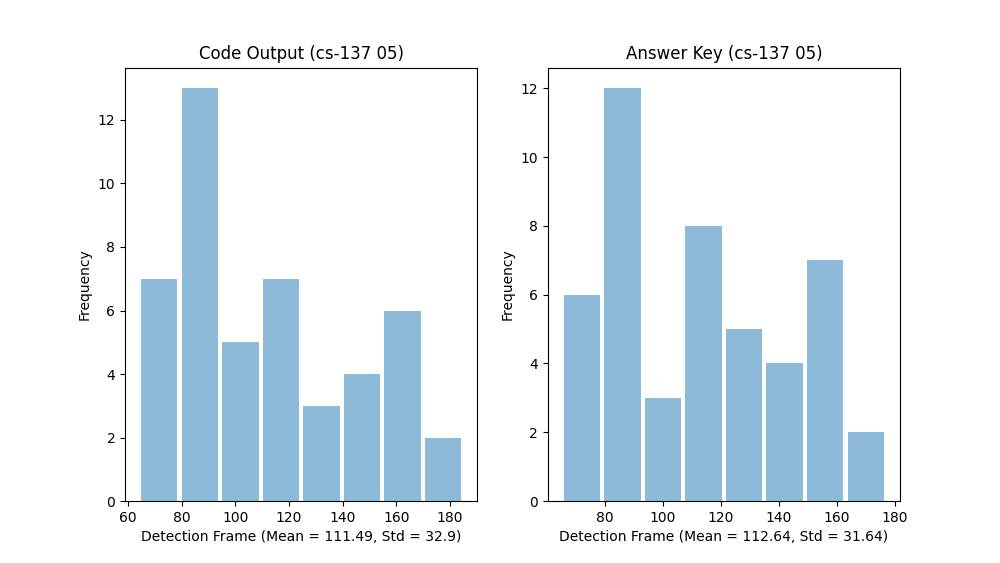 Code Output (cs-137 05)
Frequency
12
10
8
6
4
2
0
60 80 100 120 140 160 180
Detection Frame (Mean = 111.49, Std = 32.9)
Answer Key (cs-137 05)
Frequency
12
10
8
6
4
2
0
80 100 120 140 160 180
Detection Frame (Mean = 112.64, Std = 31.64)